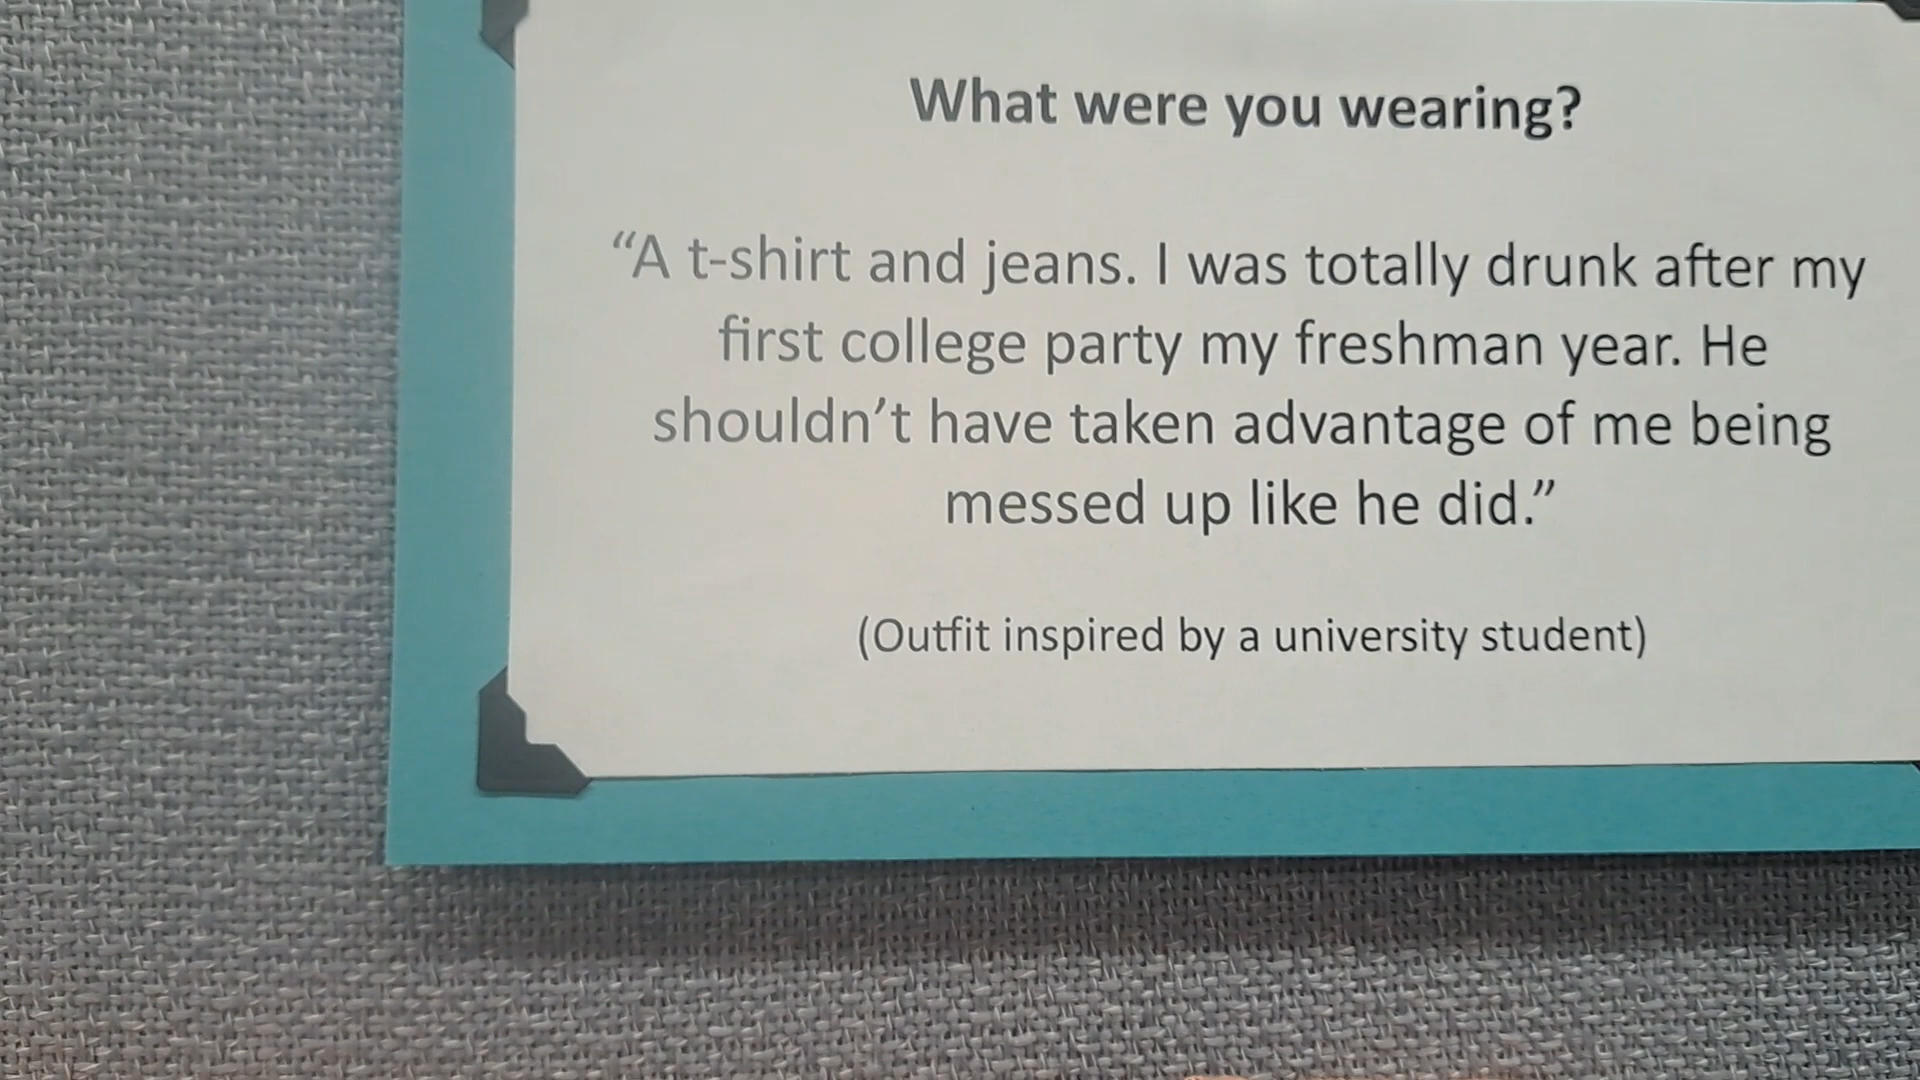 What were you wearing?
“A t-shirt and jeans. I was totally drunk after my
first college party my freshman year. He
shouldn’t have taken advantage of me being
messed up like he did.”
(Outfit inspired by a university student)